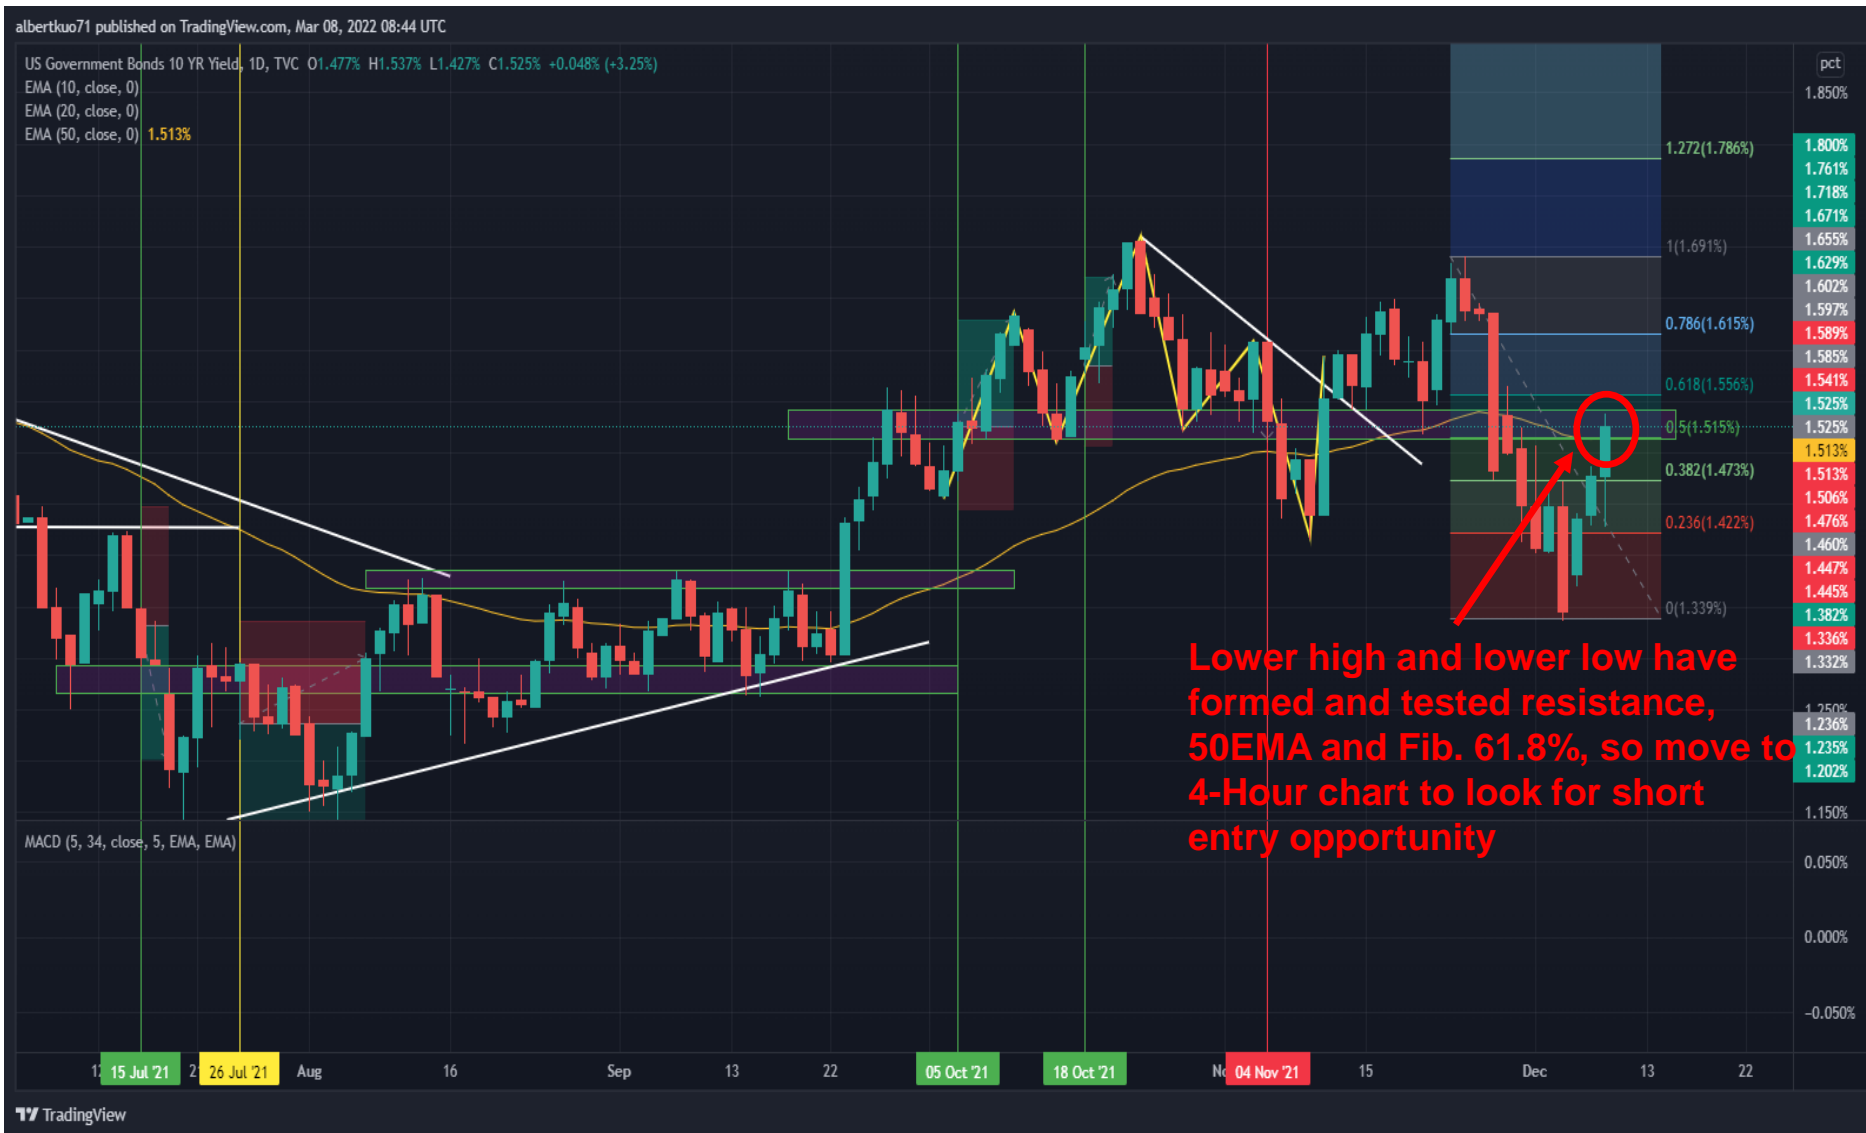 albertkuo71 published on TradingView.com, Mar 08, 2022 08:44 UTC
US Government Bonds 10 YR Yield, 1D, TVC O1.477% H1.537% L1.427% C1.525% +0.048% (+3.25%)
EMA (10, close, 0)
EMA (20, close, 0)
EMA (50, close, 0) 1.513%
pct
1.850%
1.272(1.786%)
1(1.691%)
0.786(1.615%)
0.618(1.556%)
0.5(1.515%)
0.382(1.473%)
0.236(1.422%)
0(1.339%)
1.800%
1.761%
1.718%
1.671%
1.655%
1.629%
1.602%
1.597%
1.589%
1.585%
1.541%
1.525%
1.525%
1.513%
1.513%
1.506%
1.476%
1.460%
1.447%
1.445%
1.382%
1.336%
1.332%
1.250%
1.236%
1.235%
1.202%
1.150%
Lower high and lower low have
formed and tested resistance,
50EMA and Fib. 61.8%, so move to
4-Hour chart to look for short
entry opportunity
MACD (5, 34, close, 5, EMA, EMA)
0.050%
0.000%
−0.050%
15 Jul '21 26 Jul '21 Aug 16 Sep 13 22 05 Oct '21 18 Oct '21 04 Nov '21 15 Dec 13 22
TradingView